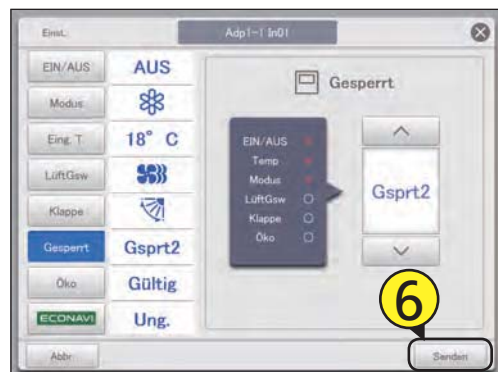 Einst.
Adp1-1 In01
EIN/AUS AUS
Modus
Eing. T. 18° C
LüftGsw
Klappe
Gesperrt Gsprt2
Öko Gültig
ECONAVI Ung.
Gesperrt
EIN/AUS
Temp
Modus
LüftGsw
Klappe
Öko
Gsprt2
6
Abbr
Senden